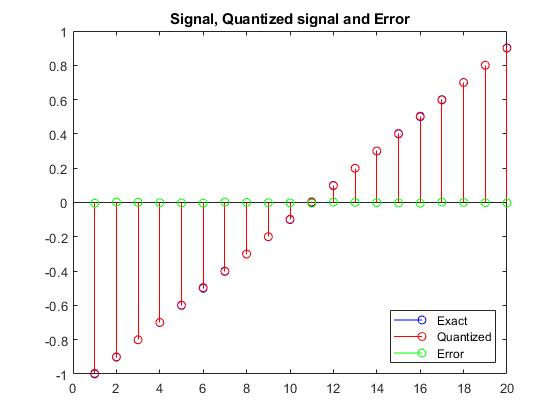 Signal, Quantized signal and Error
1
0.8
0.6
0.4
0.2
0
-0.2
-0.4
-0.6
-0.8
-1
0 2 4 6 8 10 12 14 16 18 20
Exact
Quantized
Error